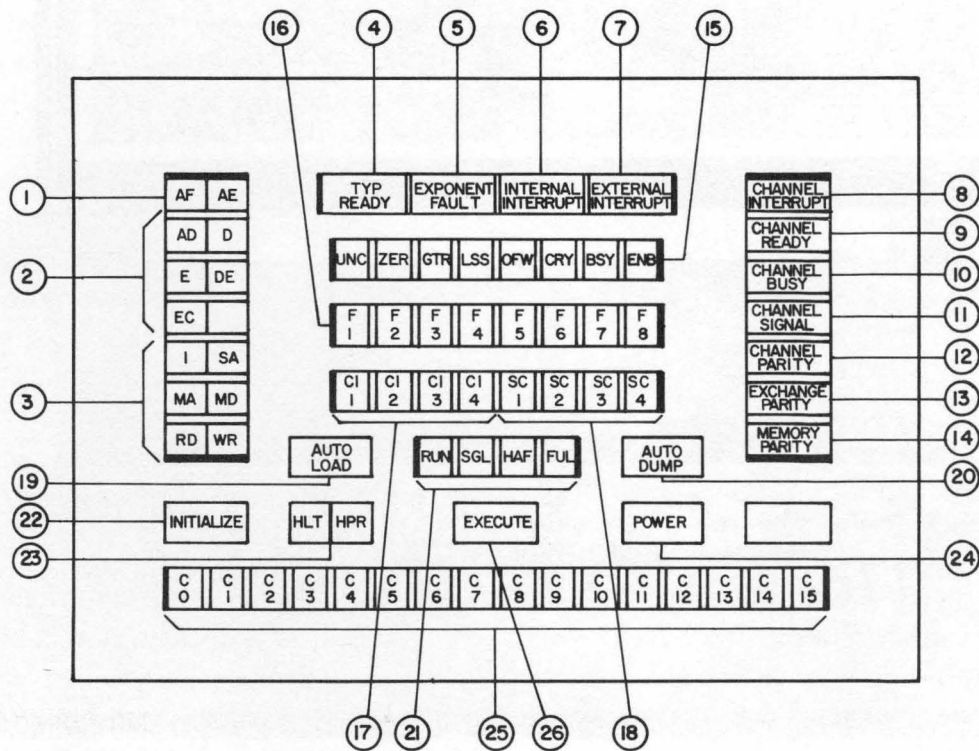 16 4 5 6 7 15
1 AF AE
TYP READY EXPONENT FAULT INTERNAL INTERRUPT EXTERNAL INTERRUPT
CHANNEL INTERRUPT 8
AD D
CHANNEL READY 9
2 E DE
UNC ZER GTR LSS OFW CRY BSY ENB
CHANNEL BUSY 10
EC
F 1 F 2 F 3 F 4 F 5 F 6 F 7 F 8
CHANNEL SIGNAL 11
I SA
CHANNEL PARITY 12
3 MA MD
CI 1 CI 2 CI 3 CI 4 SC 1 SC 2 SC 3 SC 4
EXCHANGE PARITY 13
RD WR
AUTO LOAD RUN SGL HAF FUL AUTO DUMP
MEMORY PARITY 14
19 20
22 INITIALIZE HLT HPR EXECUTE POWER
23 24
C 0 C 1 C 2 C 3 C 4 C 5 C 6 C 7 C 8 C 9 C 10 C 11 C 12 C 13 C 14 C 15
17 21 25 26 18